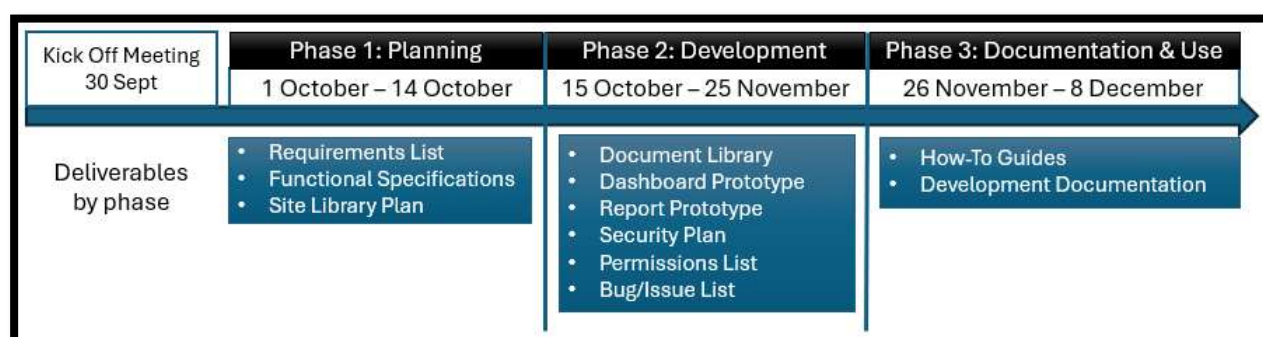 Kick Off Meeting
30 Sept
Phase 1: Planning
1 October – 14 October
Phase 2: Development
15 October – 25 November
Phase 3: Documentation & Use
26 November – 8 December
Deliverables
by phase
• Requirements List
• Functional Specifications
• Site Library Plan
• Document Library
• Dashboard Prototype
• Report Prototype
• Security Plan
• Permissions List
• Bug/Issue List
• How-To Guides
• Development Documentation